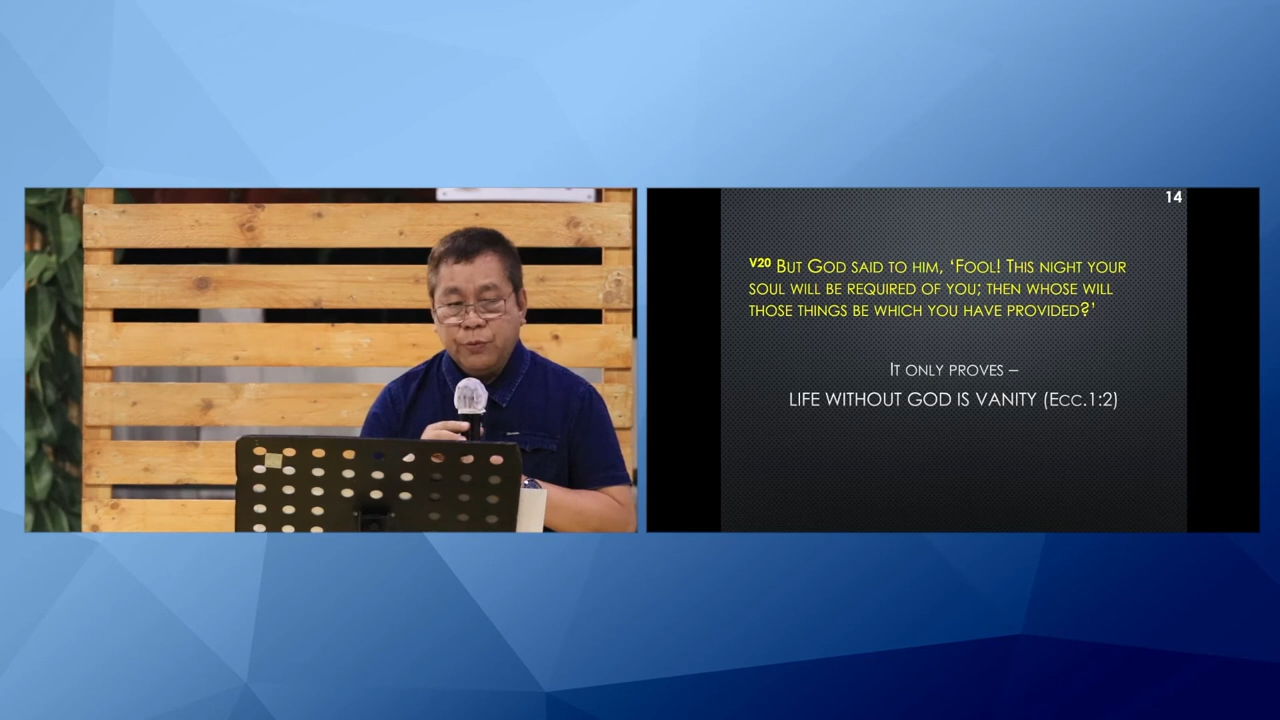 14
V20 But God said to him, ‘Fool! This night your
soul will be required of you; then whose will
those things be which you have provided?’
It only proves –
LIFE WITHOUT GOD IS VANITY (Ecc.1:2)